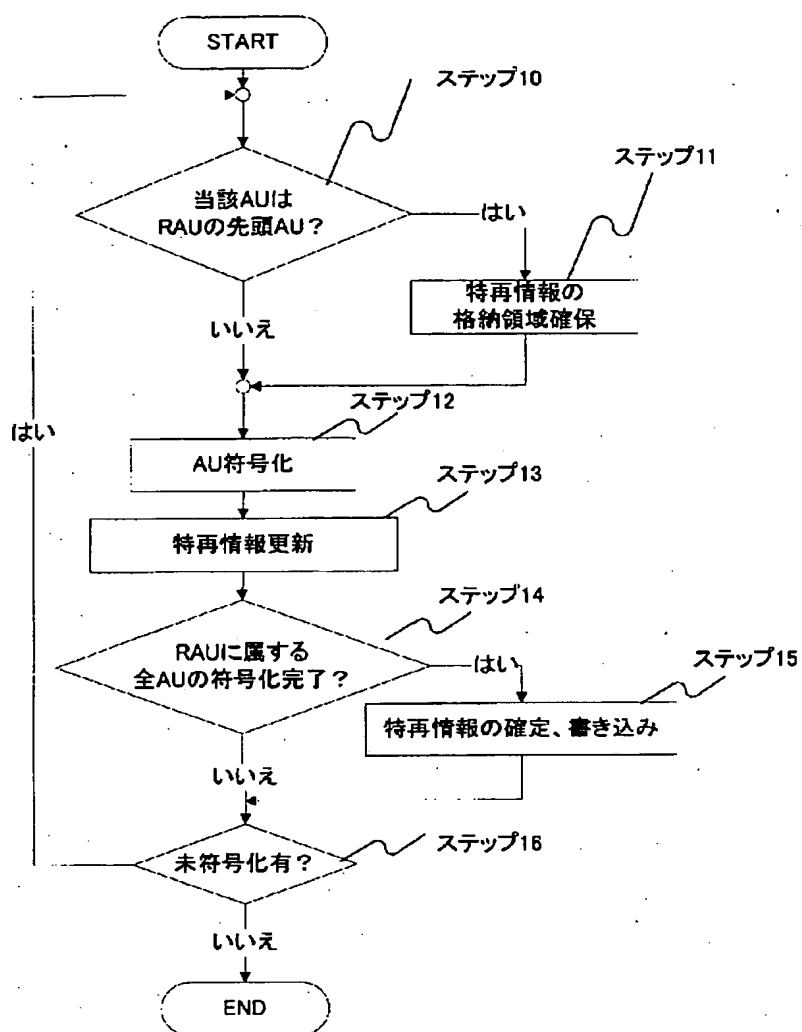 START
ステップ10
ステップ11
当該AUは
RAUの先頭AU？
はい
特再情報の
格納領域確保
いいえ
ステップ12
はい
AU符号化
ステップ13
特再情報更新
ステップ14
RAUに属する
全AUの符号化完了？
はい
ステップ15
特再情報の確定、書き込み
いいえ
ステップ16
未符号化有？
いいえ
END